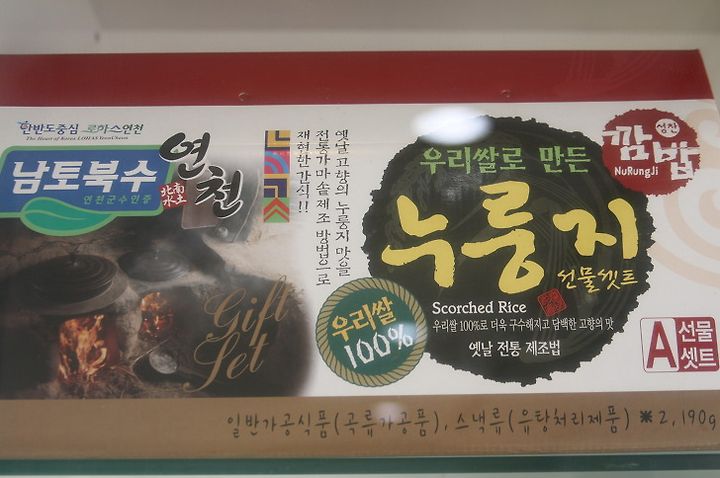 한반도중심 로하스연천
The Heart of Korea LOHAS YeonCheon
남토북수
연천군수인증
연천
北南
水土
Gift
Set
옛날 고향의 누룽지 맛을
전통가마솥제조 방법으로
재현한 간식!!
우리쌀
100%
우리쌀로 만든
누룽지
선물셋트
Scorched Rice
우리쌀 100%로 더욱 구수해지고 담백한 고향의 맛
옛날 전통 제조법
성찬
깜밥
NuRungJi
A 선물
셋트
일반가공식품(곡류가공품), 스낵류(유탕처리제품) ※2,190g